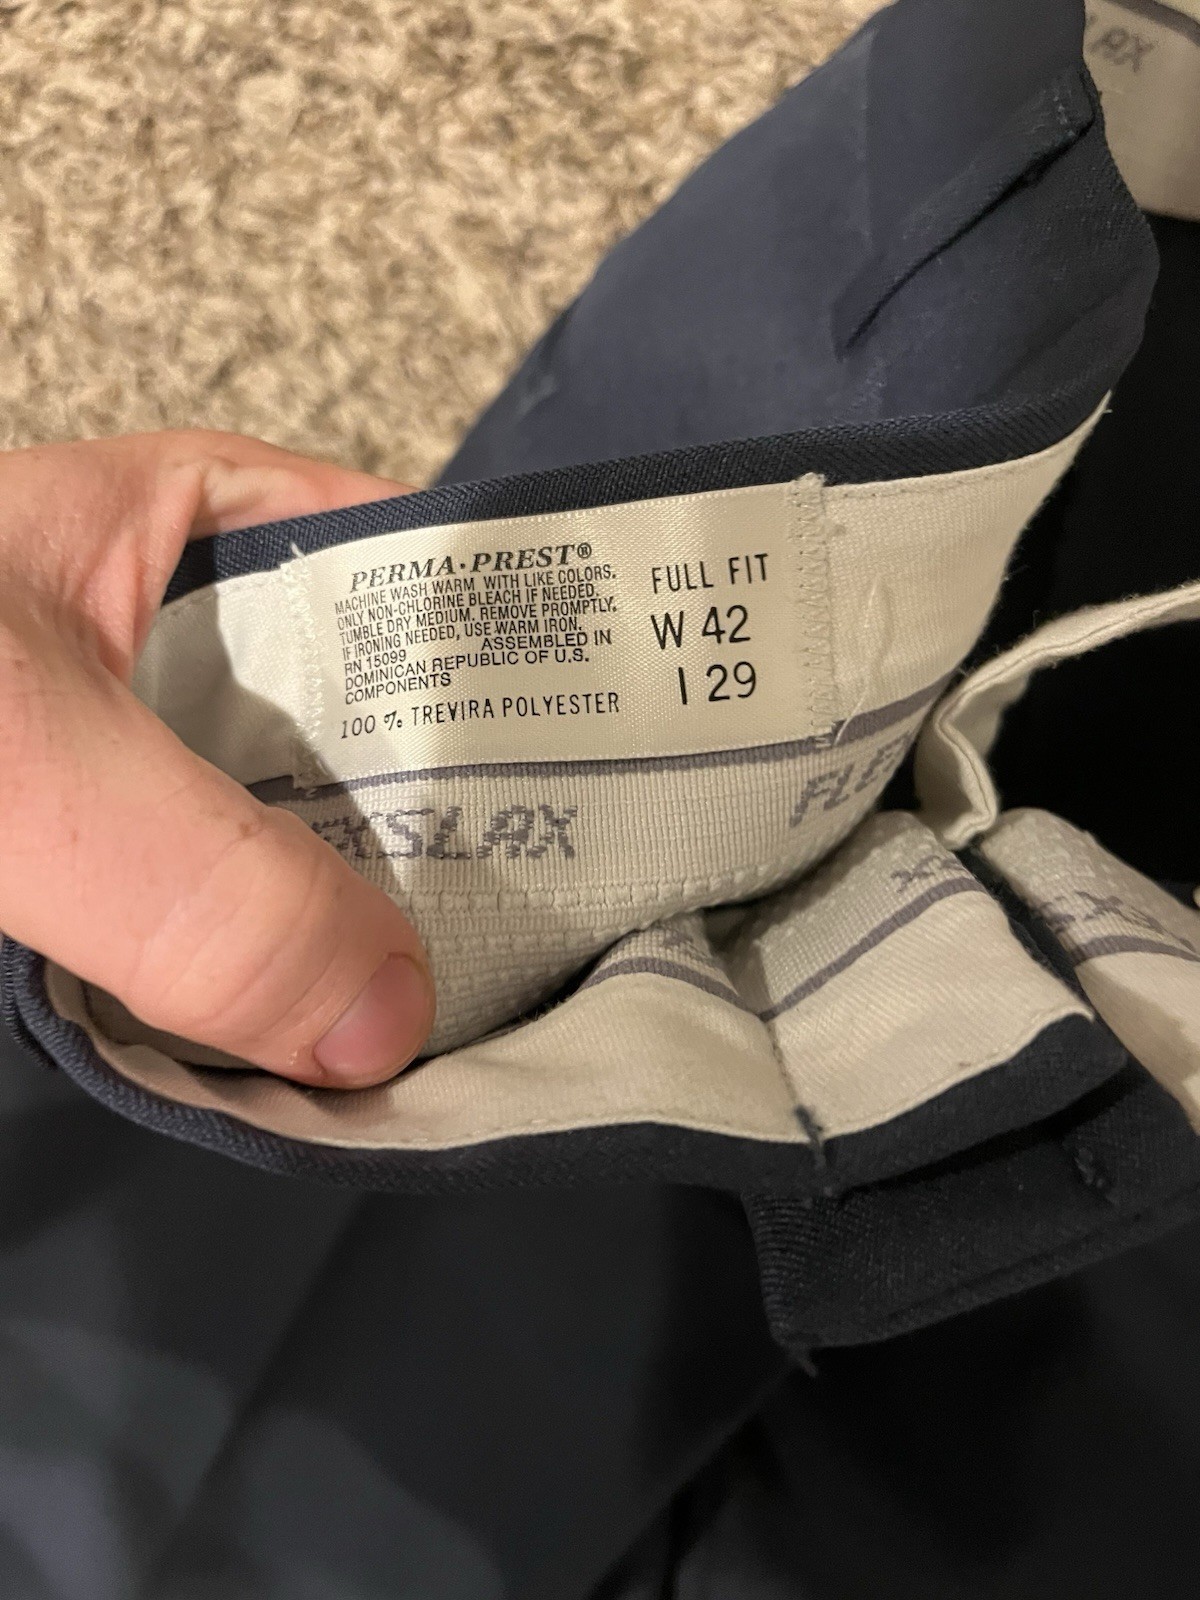 PERMA·PREST®
MACHINE WASH WARM WITH LIKE COLORS.
ONLY NON-CHLORINE BLEACH IF NEEDED.
TUMBLE DRY MEDIUM. REMOVE PROMPTLY.
IF IRONING NEEDED, USE WARM IRON.
RN 15099 ASSEMBLED IN
DOMINICAN REPUBLIC OF U.S.
COMPONENTS
100 % TREVIRA POLYESTER
FULL FIT
W 42
I 29